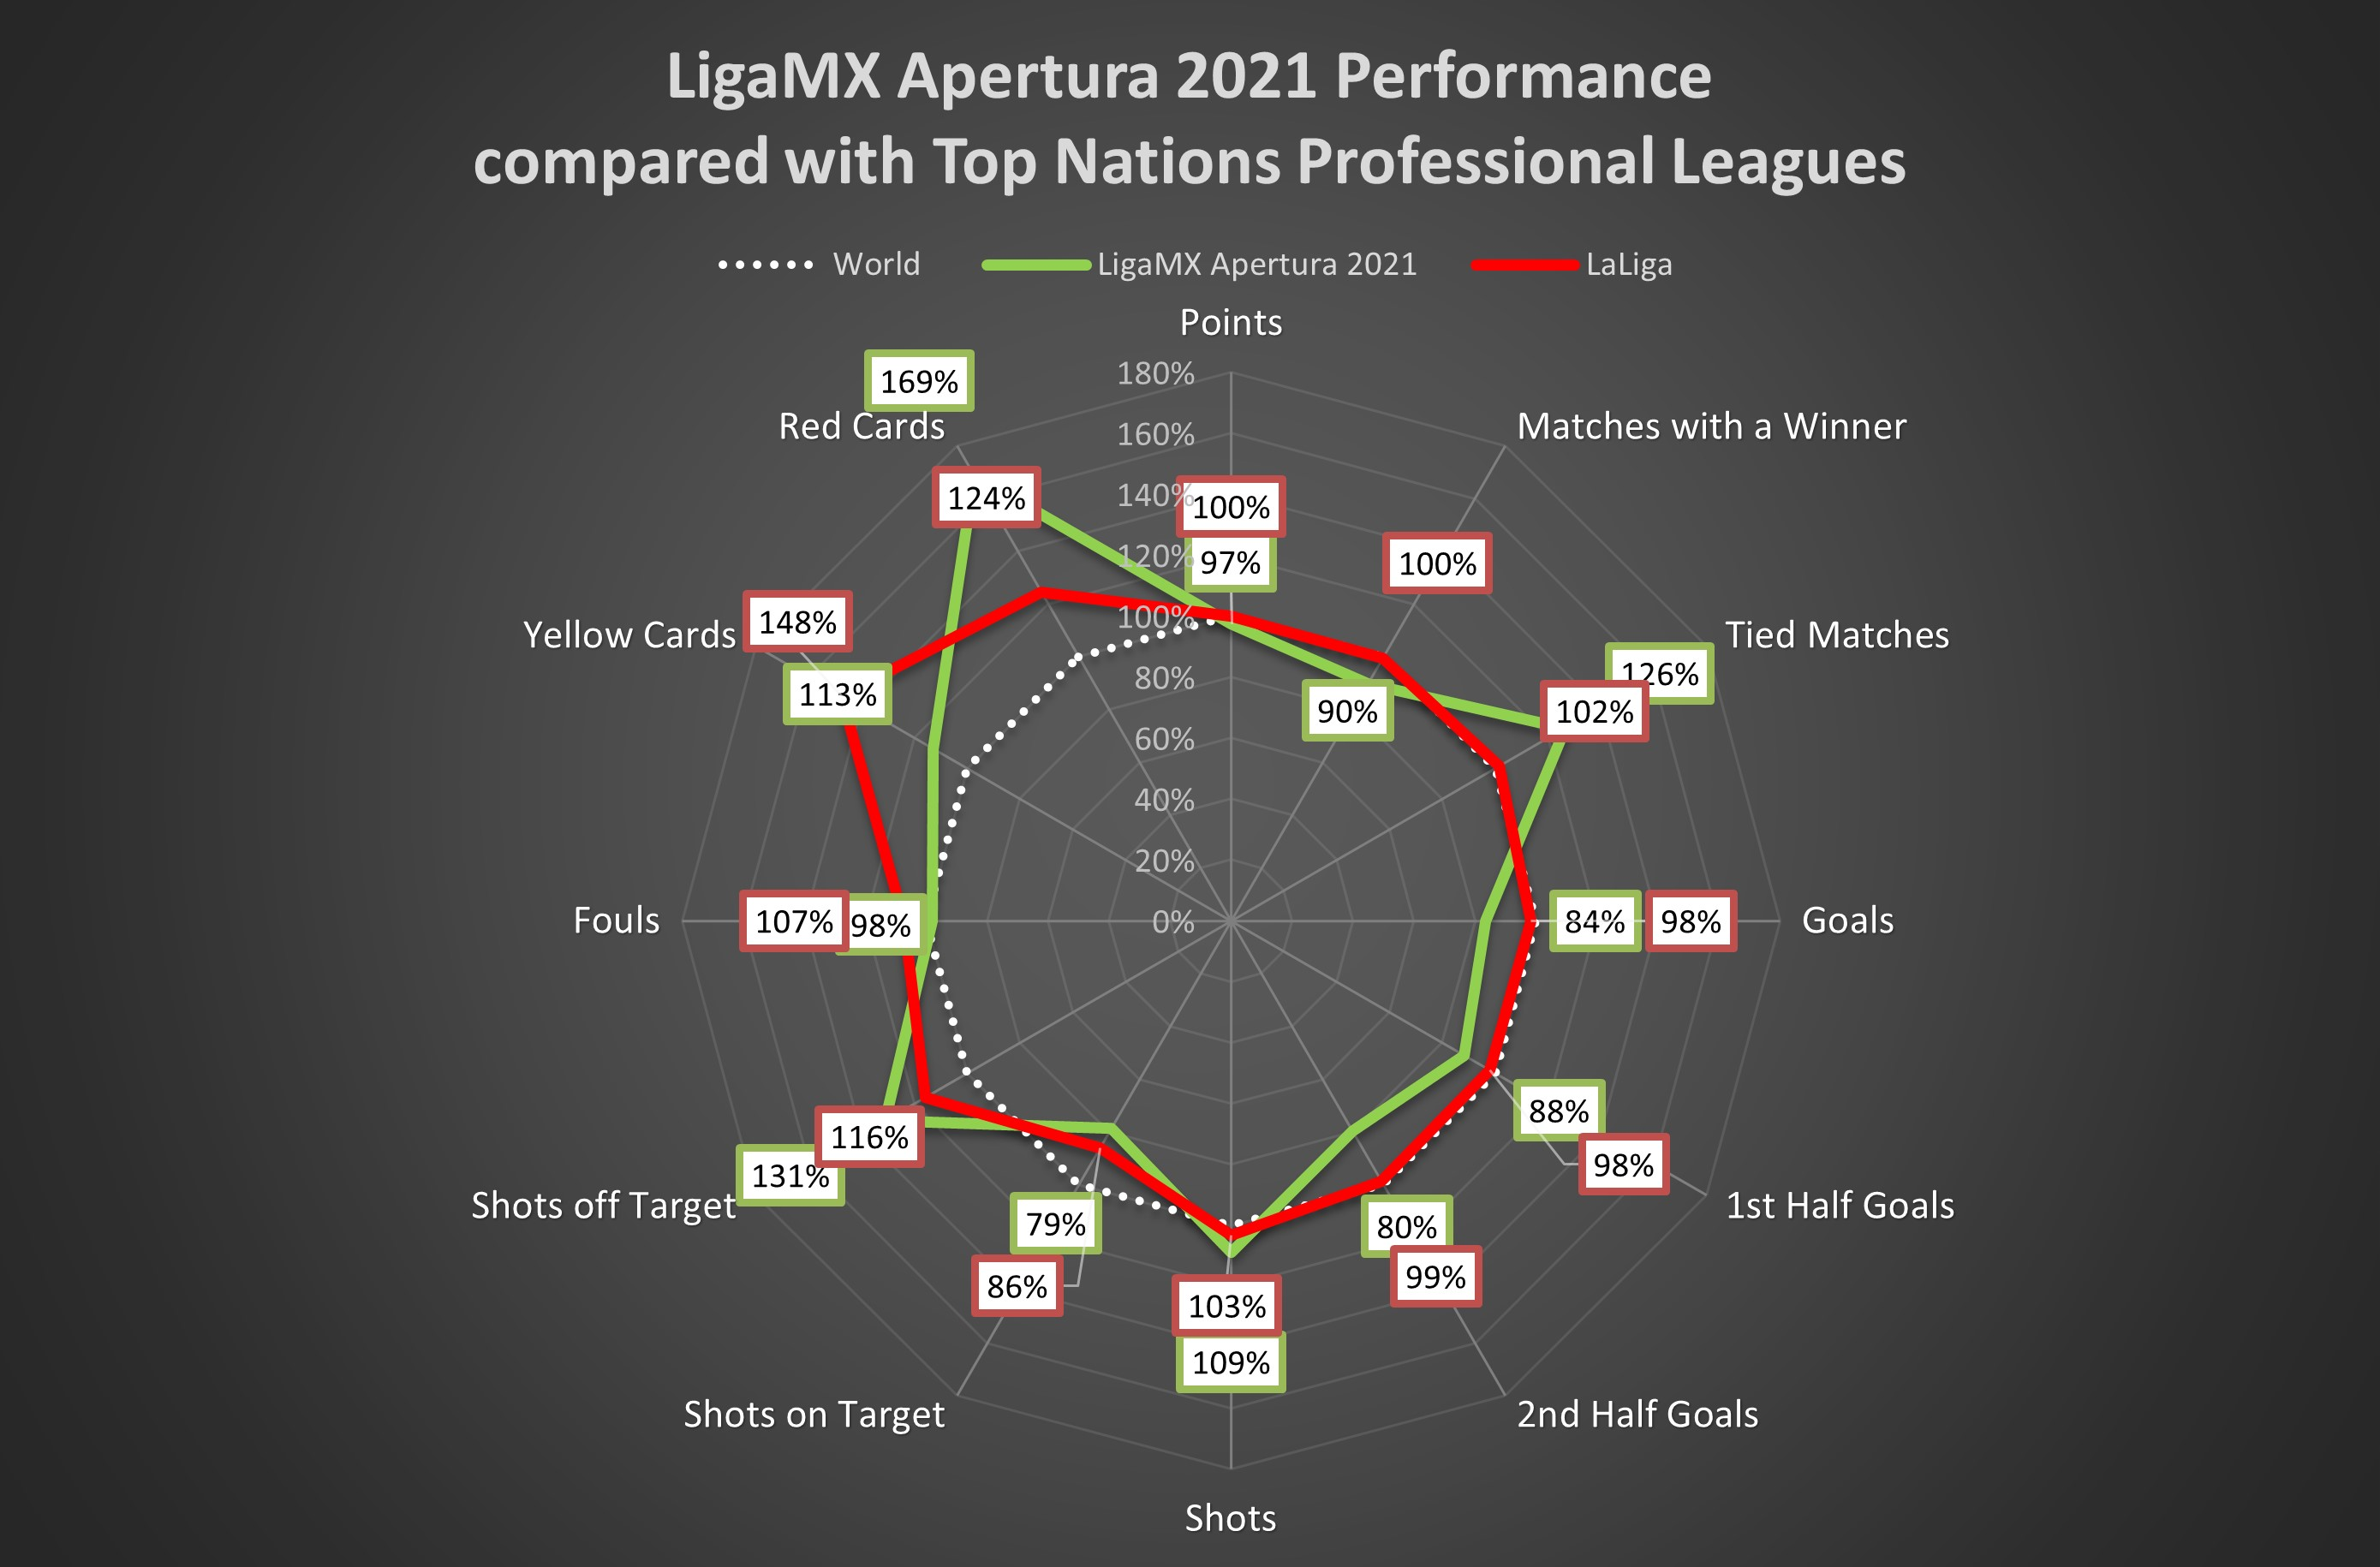 LigaMX Apertura 2021 Performance
compared with Top Nations Professional Leagues
World LigaMX Apertura 2021 LaLiga
Points
180%
169%
Red Cards
160%
Matches with a Winner
124%
140%
100%
120%
97%
100%
148%
Yellow Cards
100%
Tied Matches
126%
113%
80%
90%
102%
60%
40%
20%
Fouls
107%
98%
0%
84%
98%
Goals
88%
116%
131%
98%
Shots off Target
1st Half Goals
79%
80%
86%
99%
103%
109%
Shots on Target
2nd Half Goals
Shots